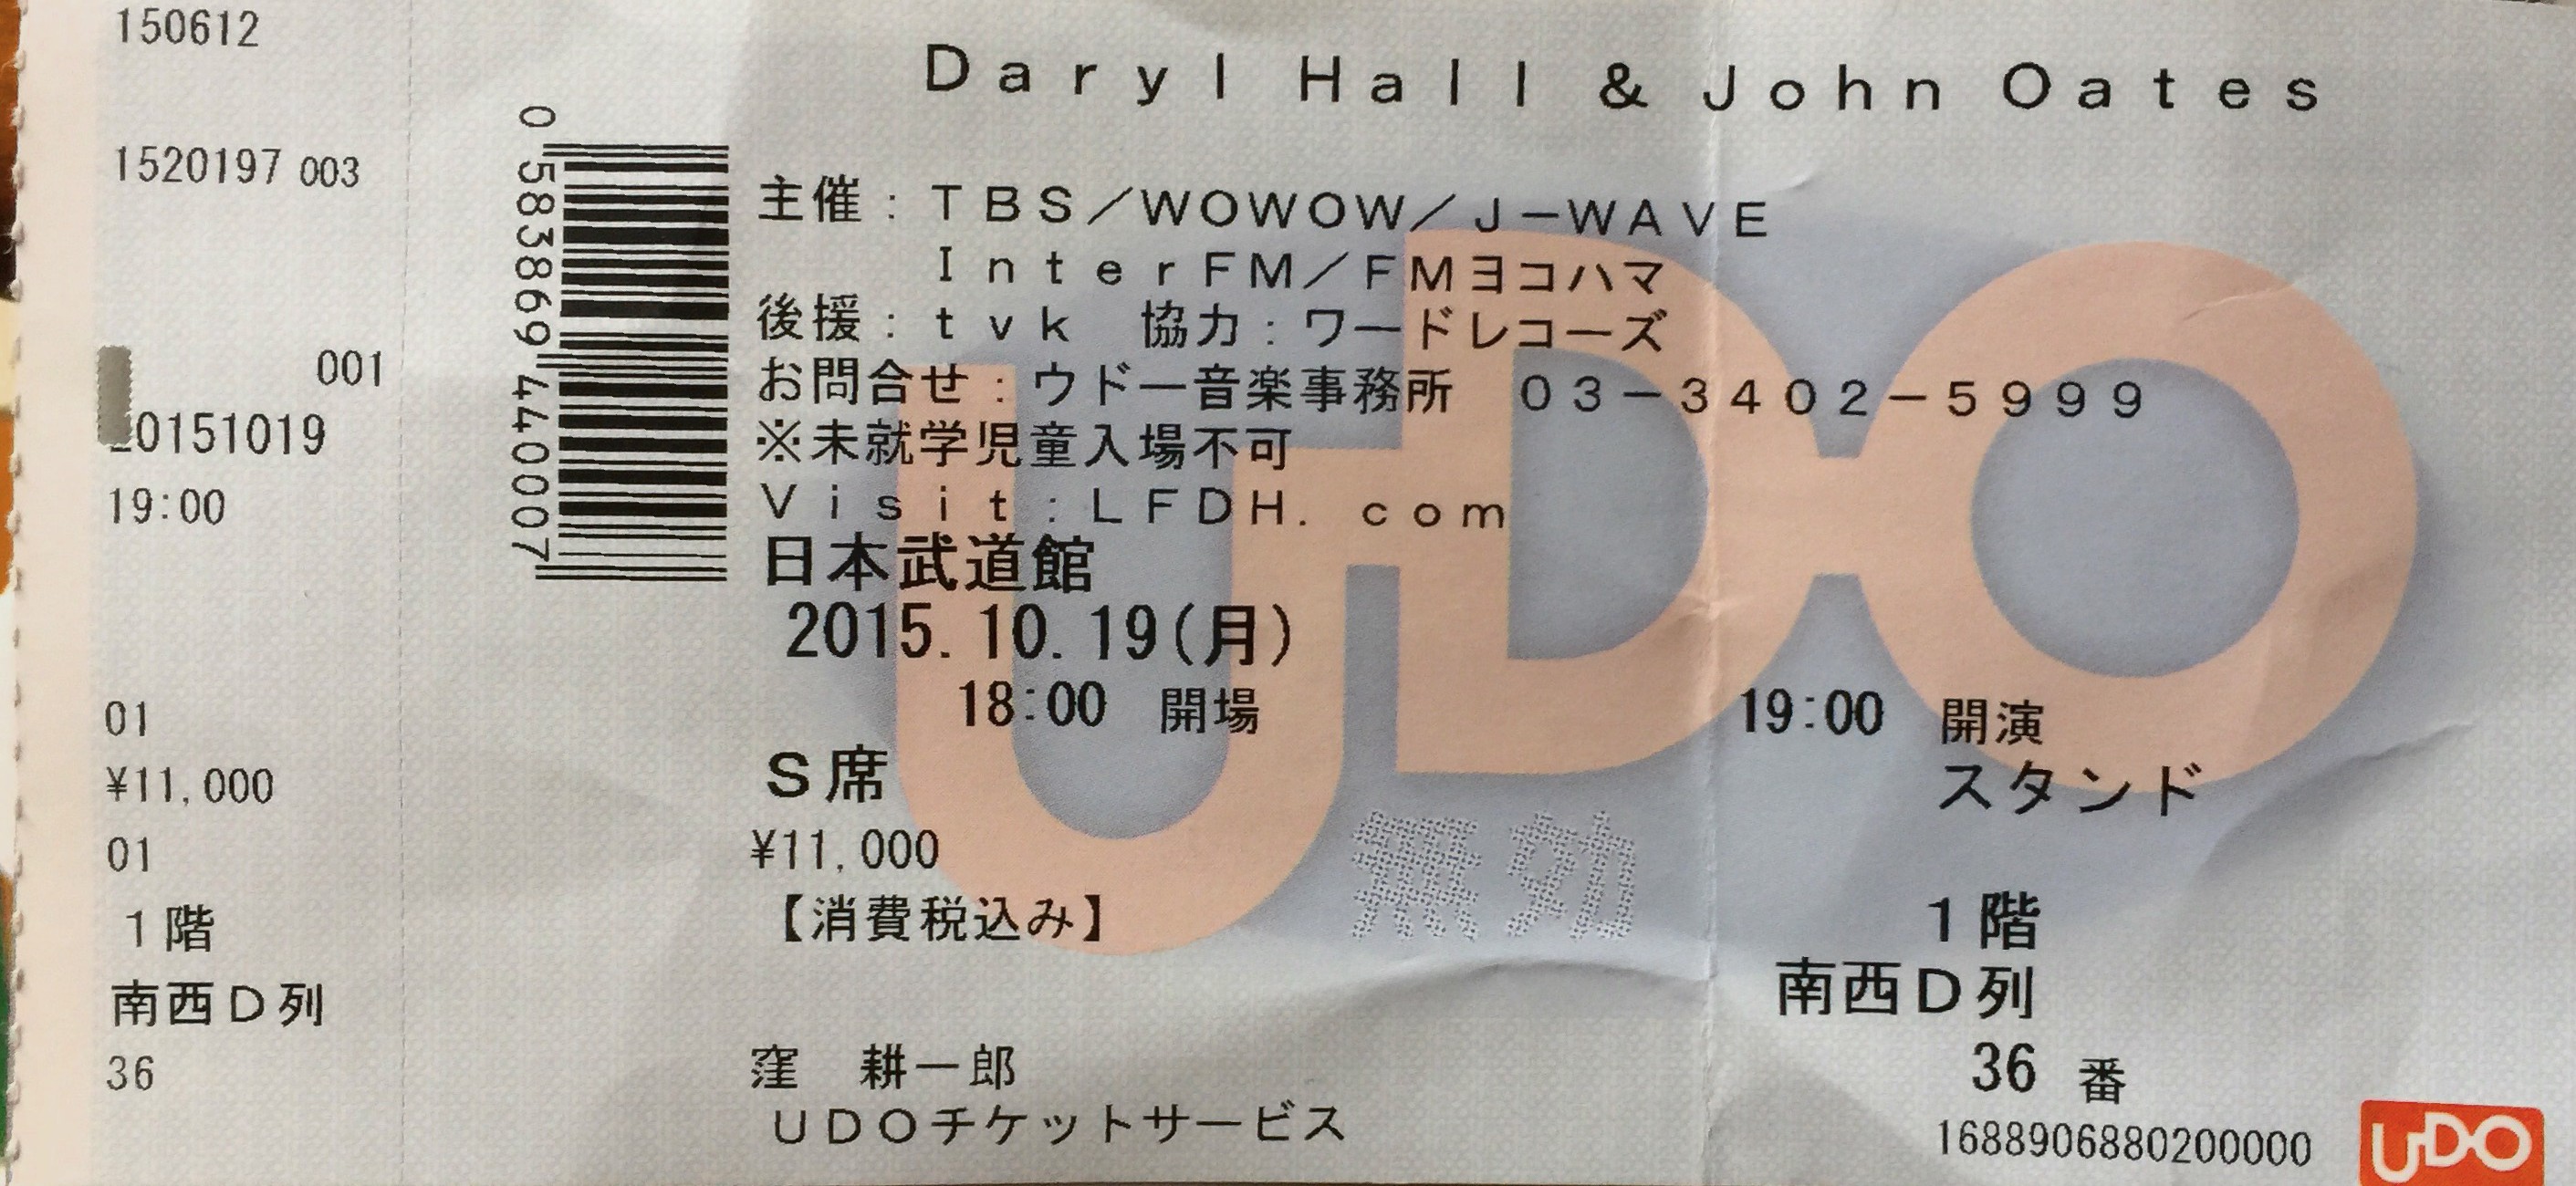 150612
1520197 003
001
20151019
19:00
01
¥11,000
01
1階
南西D列
36
0 583869 440007
Daryl Hall & John Oates
主催:TBS/WOWOW/J-WAVE
InterFM/FMヨコハマ
後援:tvk 協力:ワードレコーズ
お問合せ:ウドー音楽事務所 03-3402-5999
※未就学児童入場不可
Visit:LFDH.com
日本武道館
2015.10.19(月)
18:00 開場 19:00 開演
S席 スタンド
¥11,000
【消費税込み】
無効
1階
南西D列
36 番
窪 耕一郎
UDOチケットサービス
1688906880200000
UDO
UDO